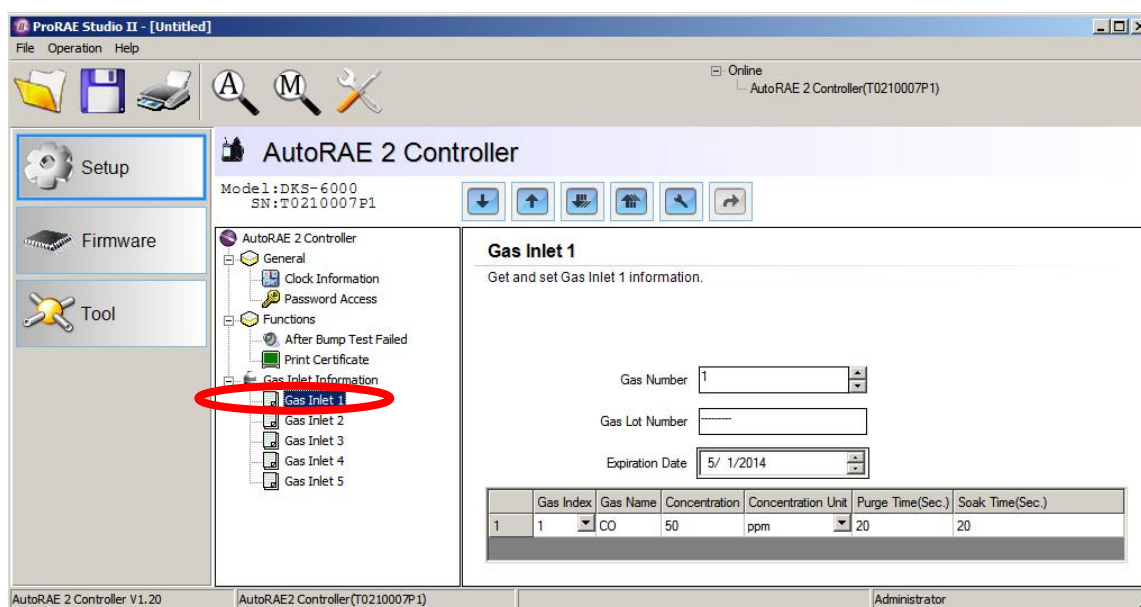 ProRAE Studio II - [Untitled]
File Operation Help
A M
Online
AutoRAE 2 Controller(T0210007P1)
Setup
Firmware
Tool
AutoRAE 2 Controller
Model:DKS-6000
SN:T0210007P1
AutoRAE 2 Controller
General
Clock Information
Password Access
Functions
After Bump Test Failed
Print Certificate
Gas Inlet Information
Gas Inlet 1
Gas Inlet 2
Gas Inlet 3
Gas Inlet 4
Gas Inlet 5
Gas Inlet 1
Get and set Gas Inlet 1 information.
Gas Number 1
Gas Lot Number ---------
Expiration Date 5/ 1/2014
Gas Index Gas Name Concentration Concentration Unit Purge Time(Sec.) Soak Time(Sec.)
1 1 CO 50 ppm 20 20
AutoRAE 2 Controller V1.20 AutoRAE2 Controller(T0210007P1) Administrator